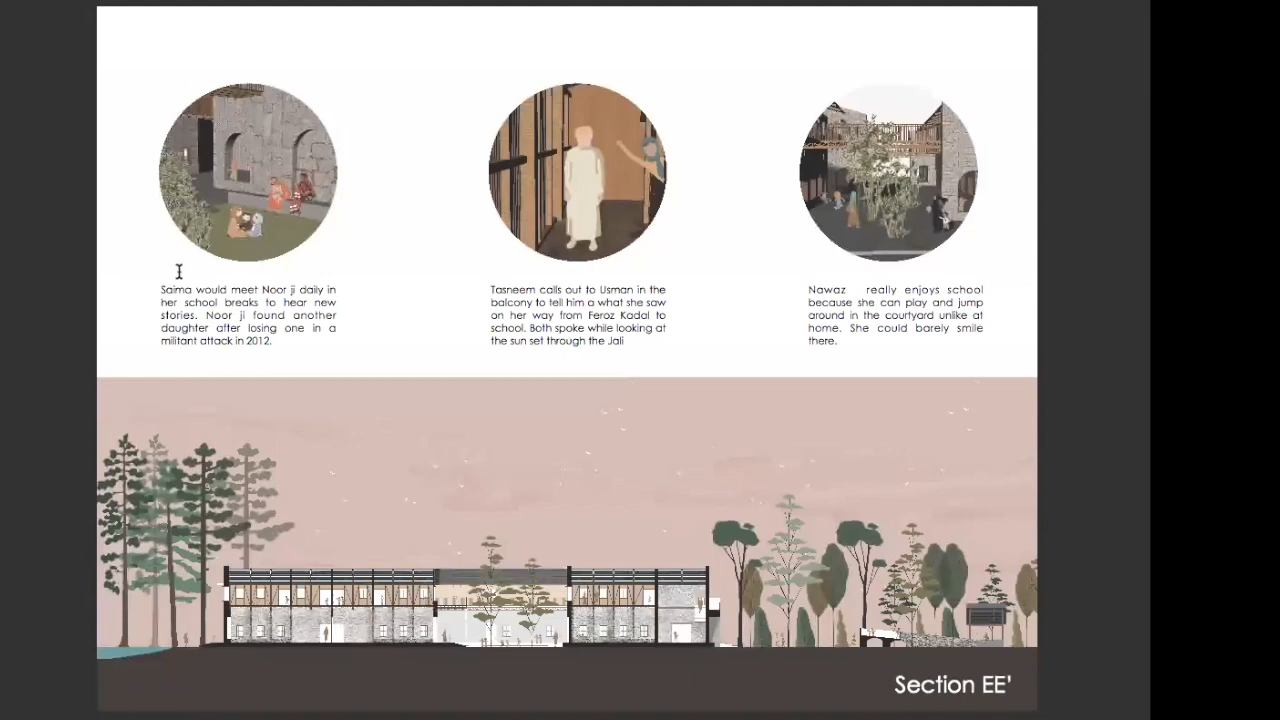 Saima would meet Noor ji daily in
her school breaks to hear new
stories. Noor ji found another
daughter after losing one in a
militant attack in 2012.
Tasneem calls out to Usman in the
balcony to tell him a what she saw
on her way from Feroz Kadal to
school. Both spoke while looking at
the sun set through the Jali
Nawaz really enjoys school
because she can play and jump
around in the courtyard unlike at
home. She could barely smile
there.
Section EE'